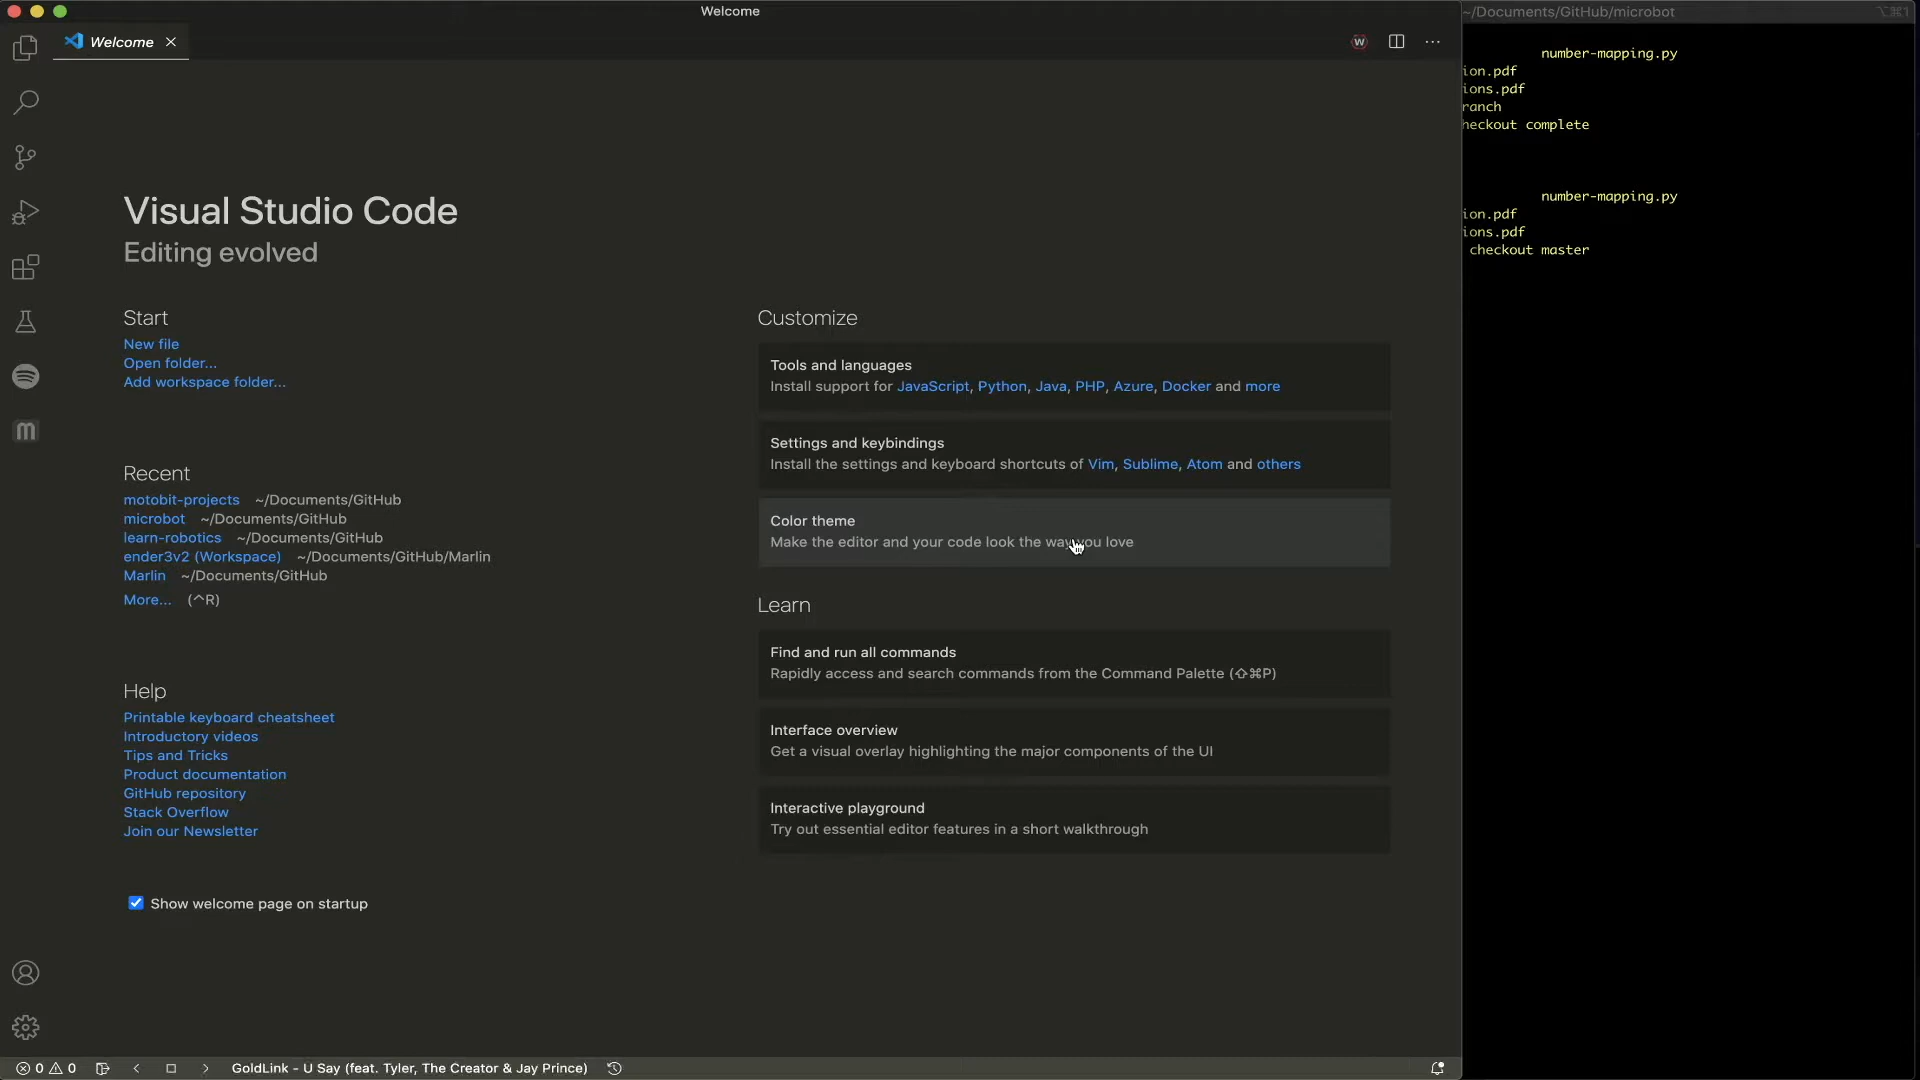 Welcome
~/Documents/GitHub/microbot
⌥⌘1
Welcome
W
Visual Studio Code
Editing evolved
Start
New file
Open folder...
Add workspace folder...
Recent
motobit-projects ~/Documents/GitHub
microbot ~/Documents/GitHub
learn-robotics ~/Documents/GitHub
ender3v2 (Workspace) ~/Documents/GitHub/Marlin
Marlin ~/Documents/GitHub
More... (^R)
Help
Printable keyboard cheatsheet
Introductory videos
Tips and Tricks
Product documentation
GitHub repository
Stack Overflow
Join our Newsletter
Show welcome page on startup
Customize
Tools and languages
Install support for JavaScript, Python, Java, PHP, Azure, Docker and more
Settings and keybindings
Install the settings and keyboard shortcuts of Vim, Sublime, Atom and others
Color theme
Make the editor and your code look the way you love
Learn
Find and run all commands
Rapidly access and search commands from the Command Palette (⇧⌘P)
Interface overview
Get a visual overlay highlighting the major components of the UI
Interactive playground
Try out essential editor features in a short walkthrough
number-mapping.py
ion.pdf
ions.pdf
ranch
heckout complete
number-mapping.py
ion.pdf
ions.pdf
checkout master
m
0 0 GoldLink - U Say (feat. Tyler, The Creator & Jay Prince)